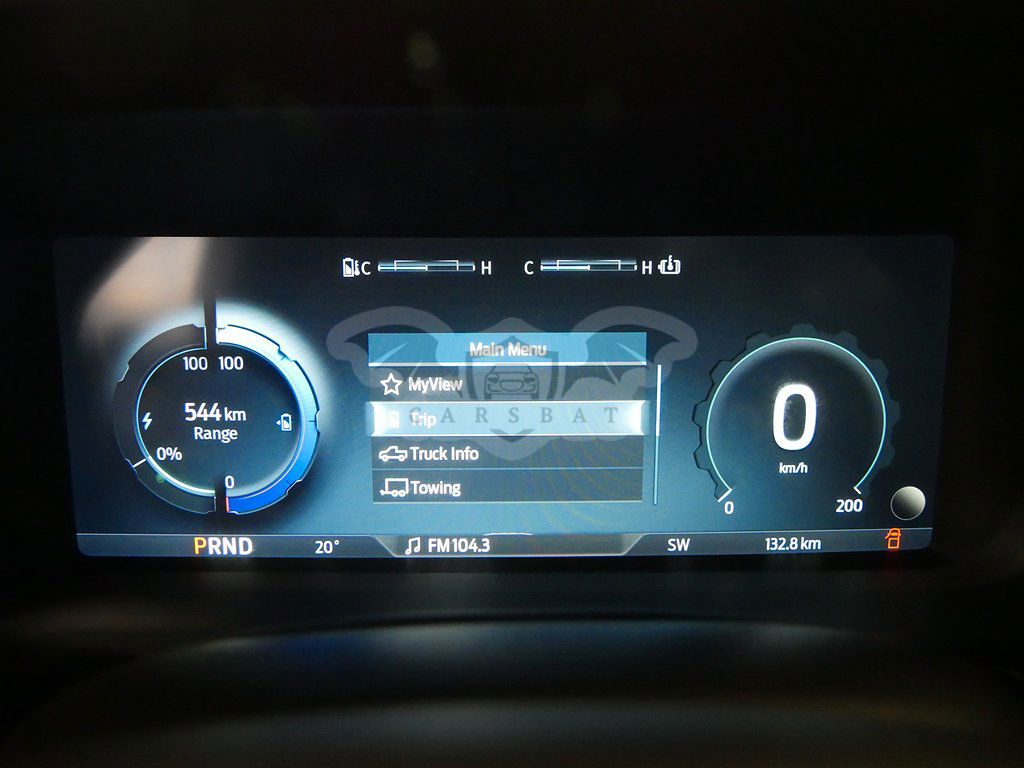 C H C H
Main Menu
MyView
Trip
Truck Info
Towing
CARSBAT
100 100
544 km
Range
0%
0
0
km/h
0 200
PRND 20° FM104.3 SW 132.8 km